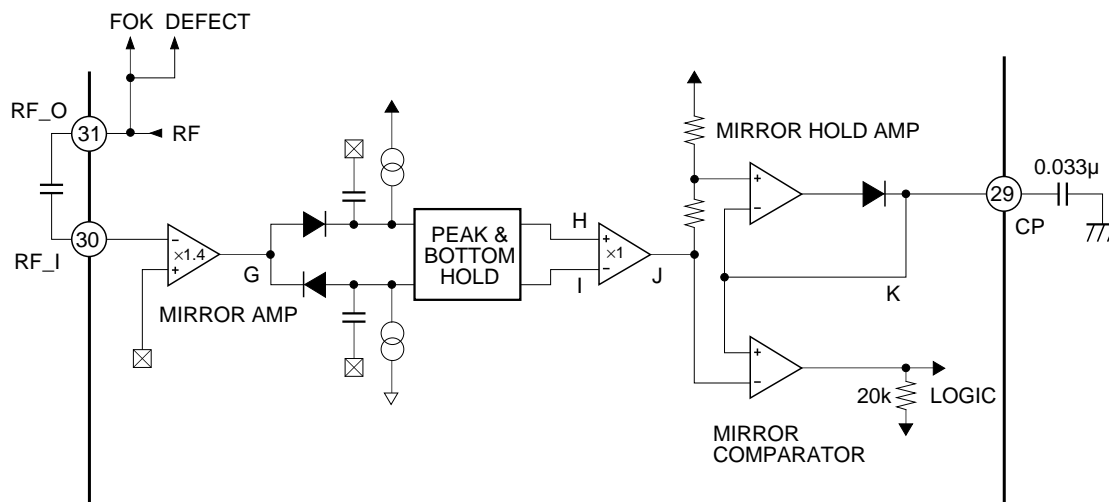 FOK DEFECT
RF_O
31
RF
30
RF_I
−
×1.4
+
G
MIRROR AMP
PEAK &
BOTTOM
HOLD
H
I
+
×1
−
J
MIRROR HOLD AMP
+
−
K
29
CP
0.033µ
+
−
20k
LOGIC
MIRROR
COMPARATOR